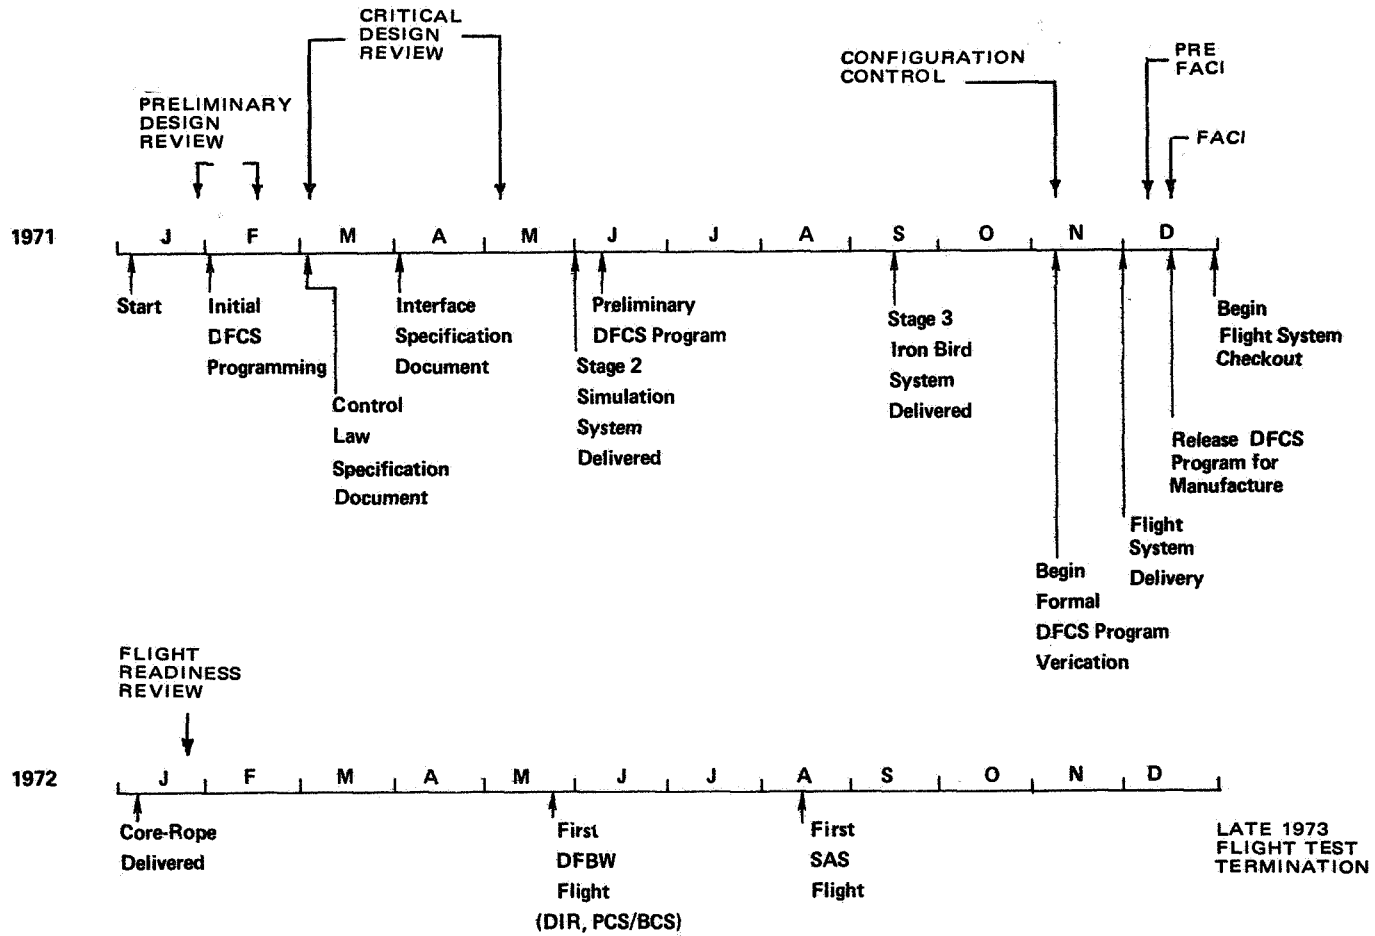 CRITICAL
DESIGN
REVIEW
PRELIMINARY
DESIGN
REVIEW
CONFIGURATION
CONTROL
PRE
FACI
FACI
1971 J F M A M J J A S O N D
Start
Initial
DFCS
Programming
Control
Law
Specification
Document
Interface
Specification
Document
Stage 2
Simulation
System
Delivered
Preliminary
DFCS Program
Stage 3
Iron Bird
System
Delivered
Begin
Formal
DFCS Program
Verication
Flight
System
Delivery
Release DFCS
Program for
Manufacture
Begin
Flight System
Checkout
FLIGHT
READINESS
REVIEW
1972 J F M A M J J A S O N D
Core-Rope
Delivered
First
DFBW
Flight
(DIR, PCS/BCS)
First
SAS
Flight
LATE 1973
FLIGHT TEST
TERMINATION